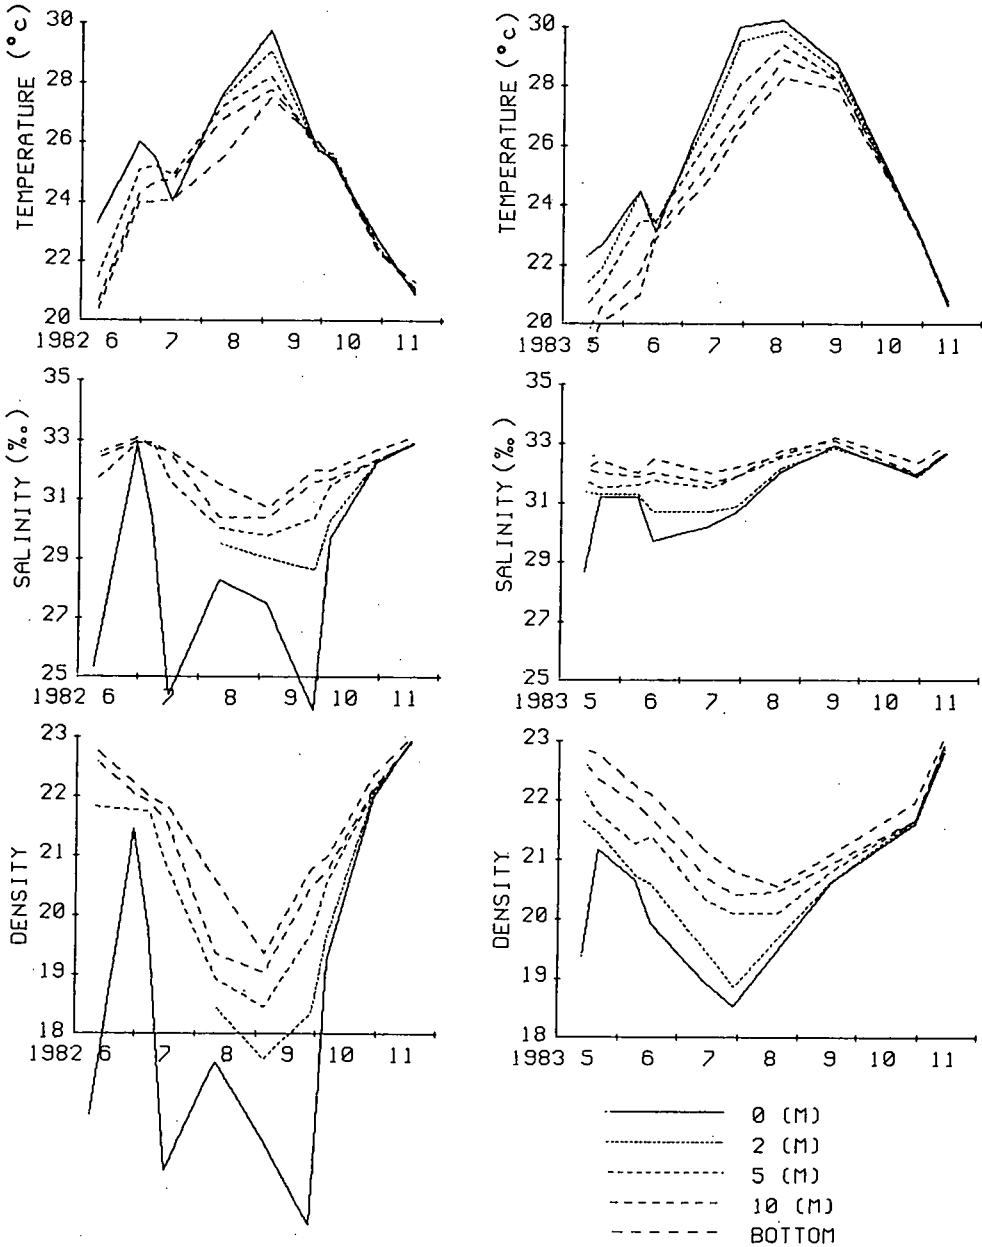 TEMPERATURE (°C)
30
28
26
24
22
20
1982 6 7 8 9 10 11
TEMPERATURE (°C)
30
28
26
24
22
20
1983 5 6 7 8 9 10 11
SALINITY (‰)
35
33
31
29
27
25
1982 6 7 8 9 10 11
SALINITY (‰)
35
33
31
29
27
25
1983 5 6 7 8 9 10 11
DENSITY
23
22
21
20
19
18
1982 6 7 8 9 10 11
DENSITY
23
22
21
20
19
18
1983 5 6 7 8 9 10 11
0 (M)
2 (M)
5 (M)
10 (M)
BOTTOM